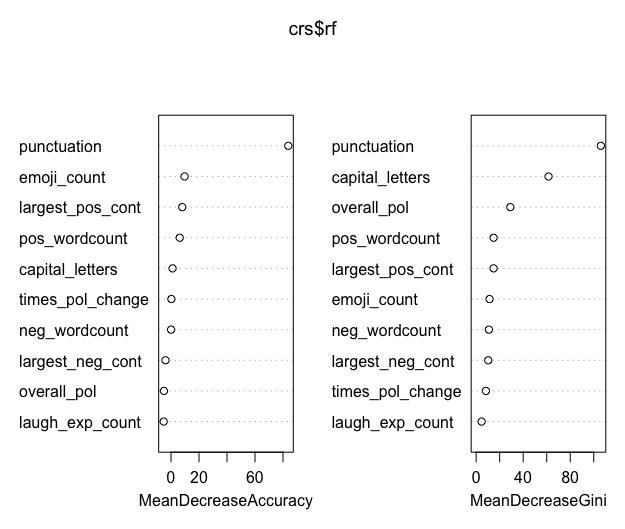 crs$rf
punctuation
emoji_count
largest_pos_cont
pos_wordcount
capital_letters
times_pol_change
neg_wordcount
largest_neg_cont
overall_pol
laugh_exp_count
0 20 60
MeanDecreaseAccuracy
punctuation
capital_letters
overall_pol
pos_wordcount
largest_pos_cont
emoji_count
neg_wordcount
largest_neg_cont
times_pol_change
laugh_exp_count
0 40 80
MeanDecreaseGini